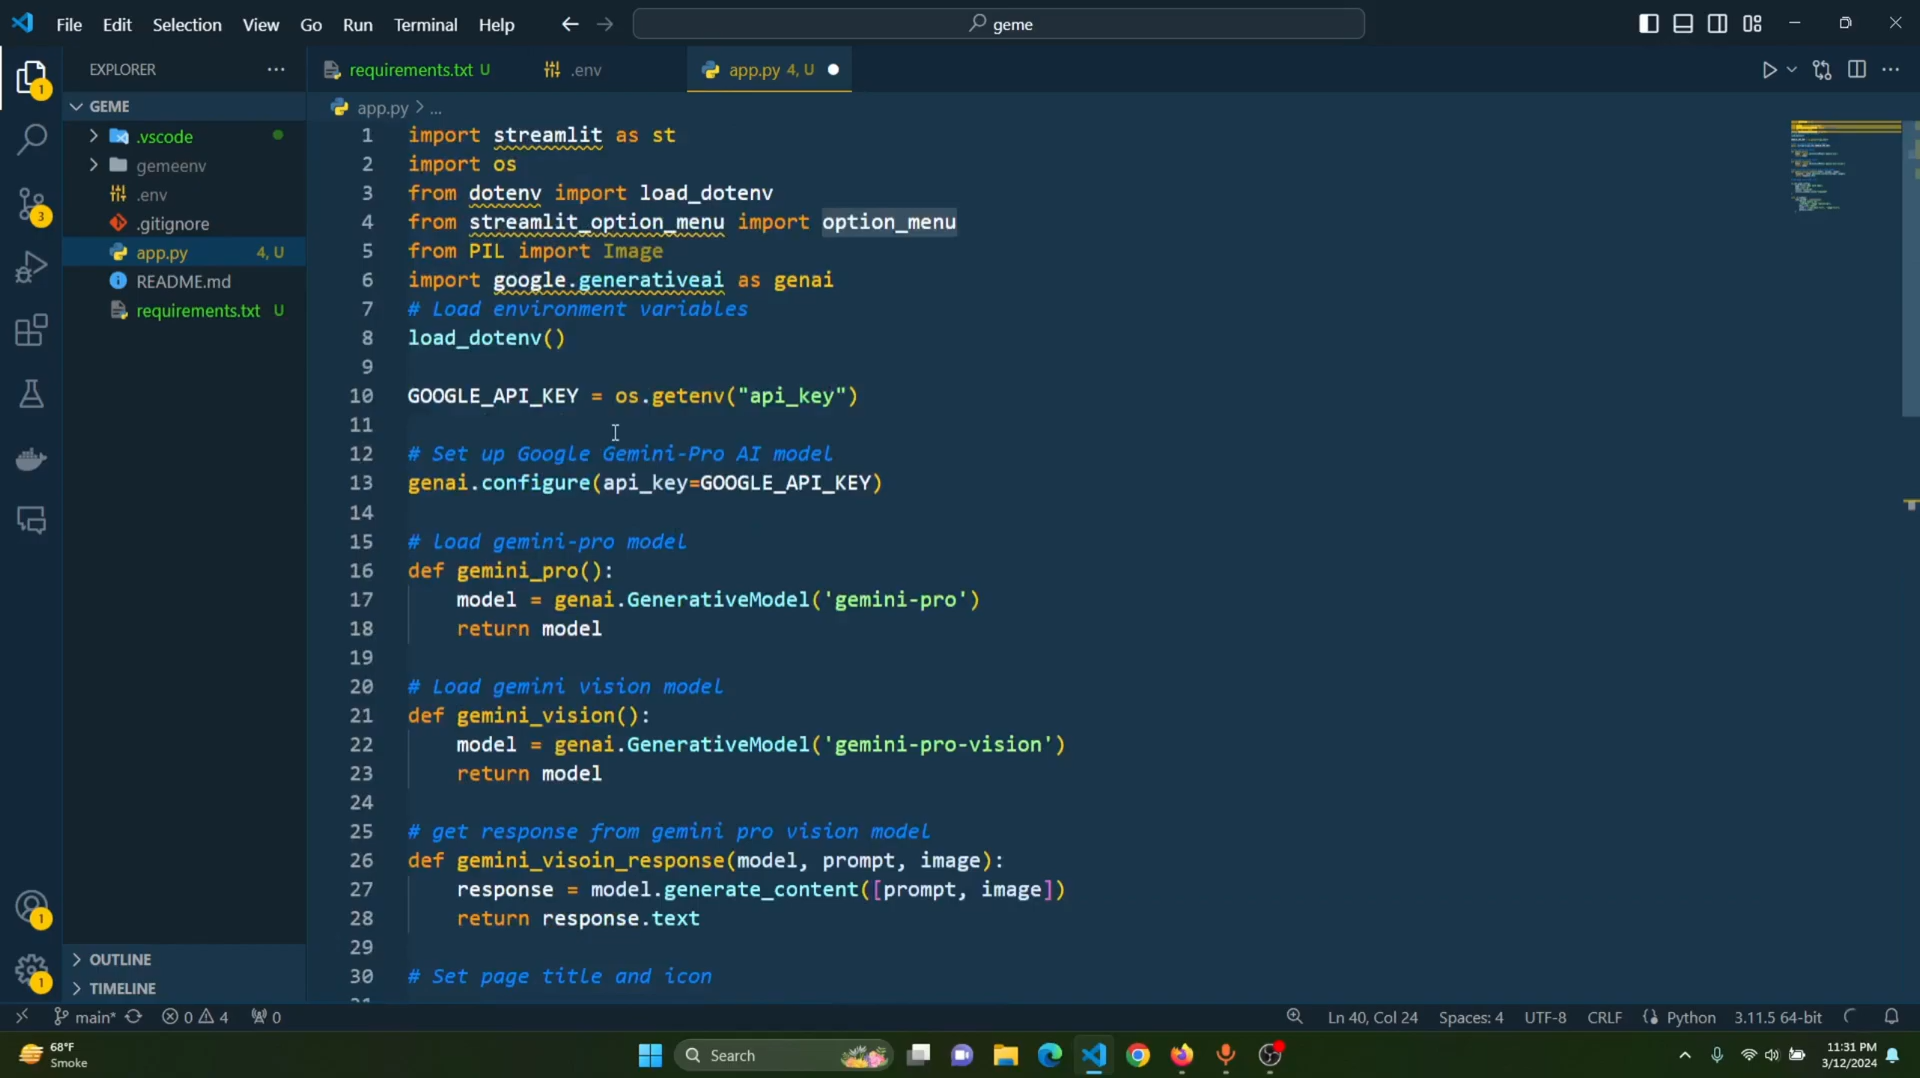 File Edit Selection View Go Run Terminal Help geme
EXPLORER
requirements.txt U .env app.py 4, U
GEME
.vscode
gemeenv
.env
.gitignore
app.py 4, U
README.md
requirements.txt U
OUTLINE
TIMELINE
app.py > ...
1 import streamlit as st
2 import os
3 from dotenv import load_dotenv
4 from streamlit_option_menu import option_menu
5 from PIL import Image
6 import google.generativeai as genai
7 # Load environment variables
8 load_dotenv()
9
10 GOOGLE_API_KEY = os.getenv("api_key")
11
12 # Set up Google Gemini-Pro AI model
13 genai.configure(api_key=GOOGLE_API_KEY)
14
15 # load gemini-pro model
16 def gemini_pro():
17 model = genai.GenerativeModel('gemini-pro')
18 return model
19
20 # Load gemini vision model
21 def gemini_vision():
22 model = genai.GenerativeModel('gemini-pro-vision')
23 return model
24
25 # get response from gemini pro vision model
26 def gemini_visoin_response(model, prompt, image):
27 response = model.generate_content([prompt, image])
28 return response.text
29
30 # Set page title and icon
1
3
1
1
main* 0 4 0 Ln 40, Col 24 Spaces: 4 UTF-8 CRLF Python 3.11.5 64-bit
68°F
Smoke
Search
11:31 PM
3/12/2024